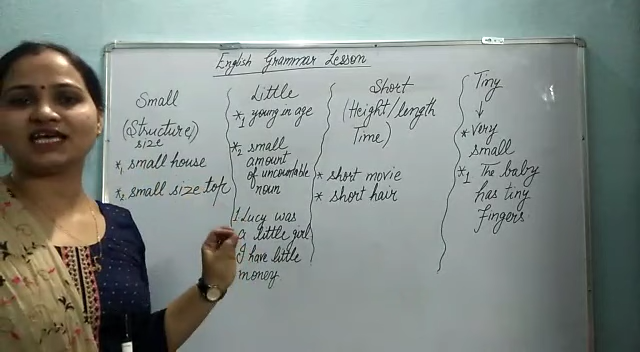 English Grammar Lesson
Small
(Structure)
size
*1 small house
*2 small size top
Little
*1 young in age
*2 small
amount
of uncountable
noun
1 Lucy was
a little girl
I have little
money
Short
(Height/length
Time)
* short movie
* short hair
Tiny
↓
* very
small
*1 The baby
has tiny
fingers